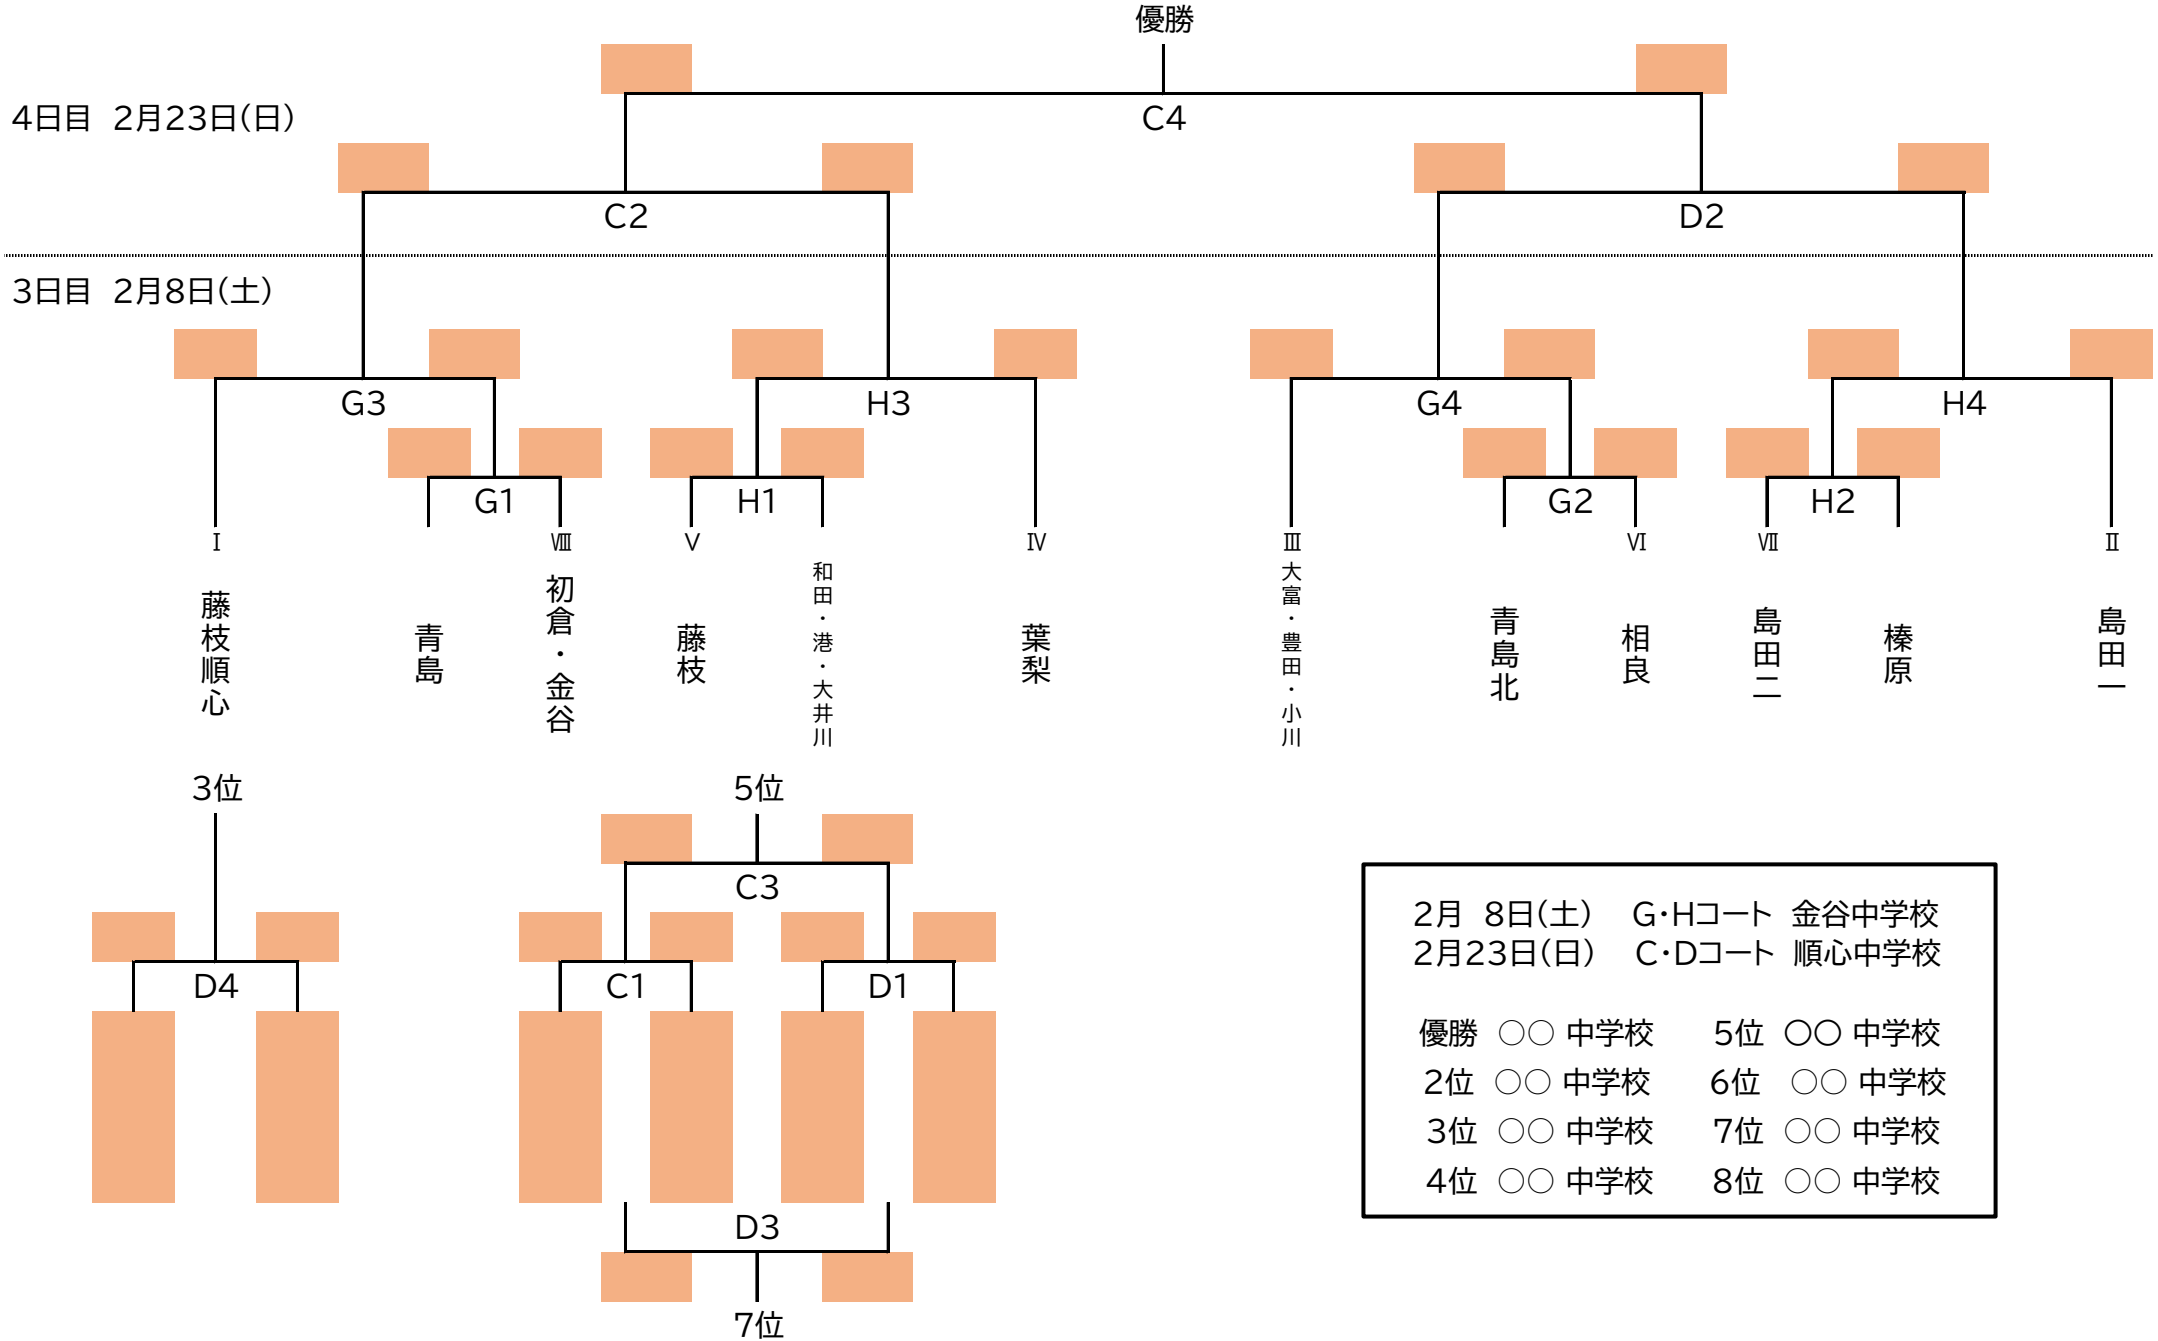 優勝
4日目 2月23日(日)
C4
C2
D2
3日目 2月8日(土)
G3
H3
G4
H4
G1
H1
G2
H2
Ⅰ
Ⅷ
Ⅴ
Ⅳ
Ⅲ
Ⅵ
Ⅶ
Ⅱ
藤枝順心
青島
初倉・金谷
藤枝
和田・港・大井川
葉梨
大富・豊田・小川
青島北
相良
島田二
榛原
島田一
3位
5位
C3
D4
C1
D1
D3
7位
2月 8日(土) G・Hコート 金谷中学校
2月23日(日) C・Dコート 順心中学校
優勝 ○○ 中学校 5位 ○○ 中学校
2位 ○○ 中学校 6位 ○○ 中学校
3位 ○○ 中学校 7位 ○○ 中学校
4位 ○○ 中学校 8位 ○○ 中学校